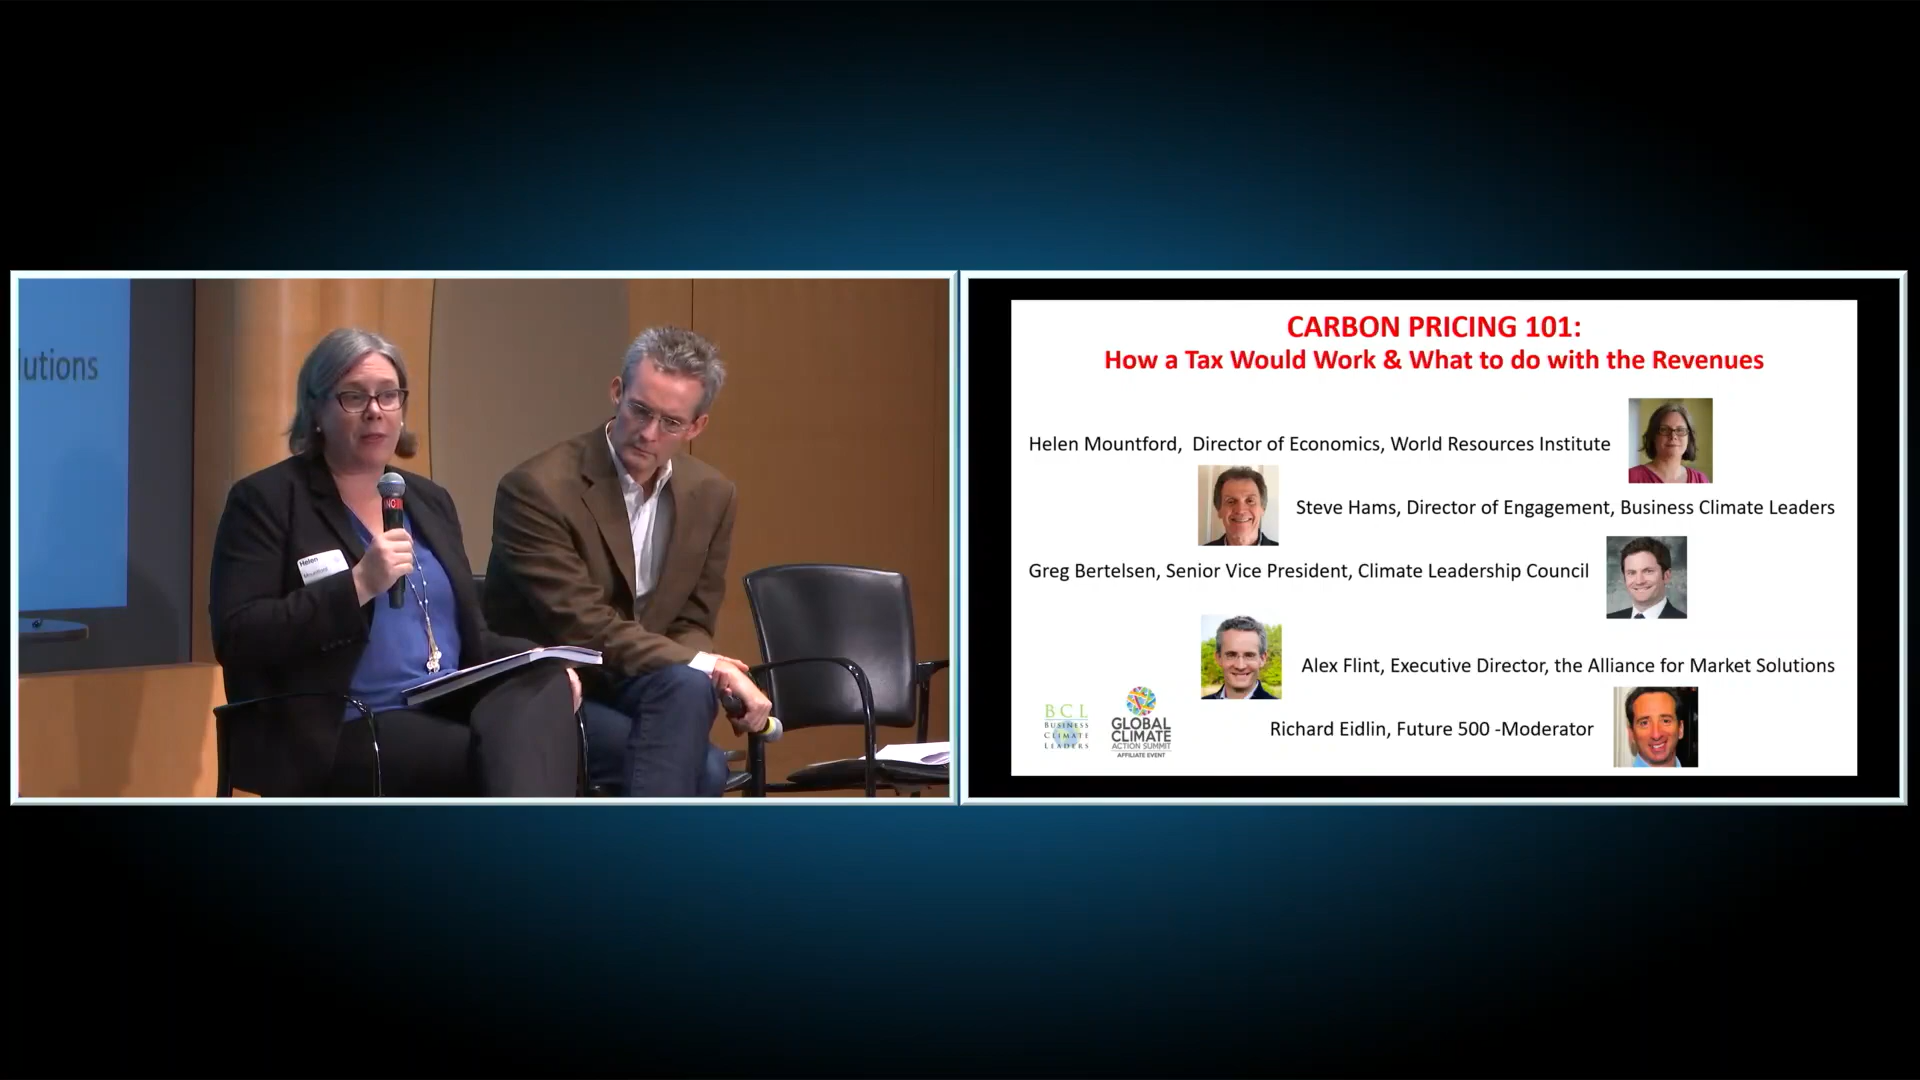 lutions
Helen
Mountford
CARBON PRICING 101:
How a Tax Would Work & What to do with the Revenues
Helen Mountford, Director of Economics, World Resources Institute
Steve Hams, Director of Engagement, Business Climate Leaders
Greg Bertelsen, Senior Vice President, Climate Leadership Council
Alex Flint, Executive Director, the Alliance for Market Solutions
Richard Eidlin, Future 500 -Moderator
BCL
BUSINESS
CLIMATE
LEADERS
GLOBAL
CLIMATE
ACTION SUMMIT
AFFILIATE EVENT